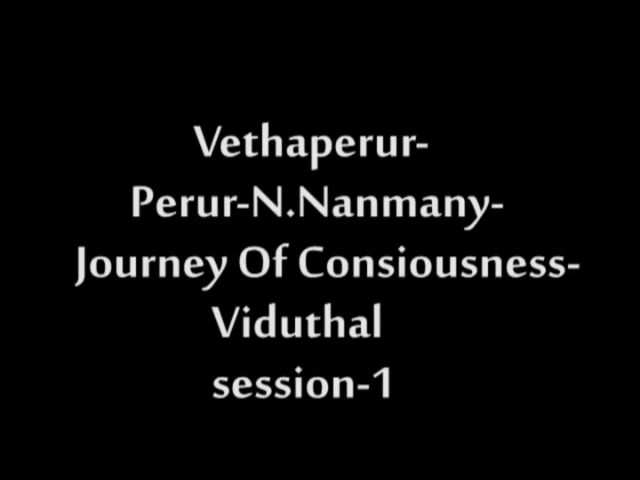 Vethaperur-
Perur-N.Nanmany-
Journey Of Consiousness-
Viduthal
session-1